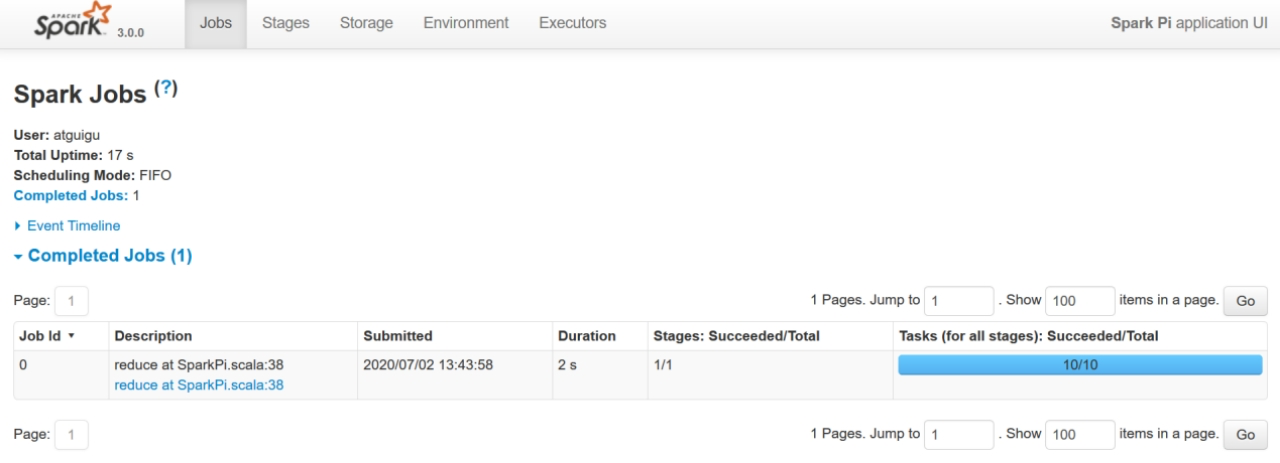 APACHE
Spark 3.0.0 Jobs Stages Storage Environment Executors Spark Pi application UI
Spark Jobs (?)
User: atguigu
Total Uptime: 17 s
Scheduling Mode: FIFO
Completed Jobs: 1
Event Timeline
Completed Jobs (1)
Page: 1 1 Pages. Jump to 1 . Show 100 items in a page. Go
Job Id ▾ Description Submitted Duration Stages: Succeeded/Total Tasks (for all stages): Succeeded/Total
0 reduce at SparkPi.scala:38 2020/07/02 13:43:58 2 s 1/1 10/10
reduce at SparkPi.scala:38
Page: 1 1 Pages. Jump to 1 . Show 100 items in a page. Go